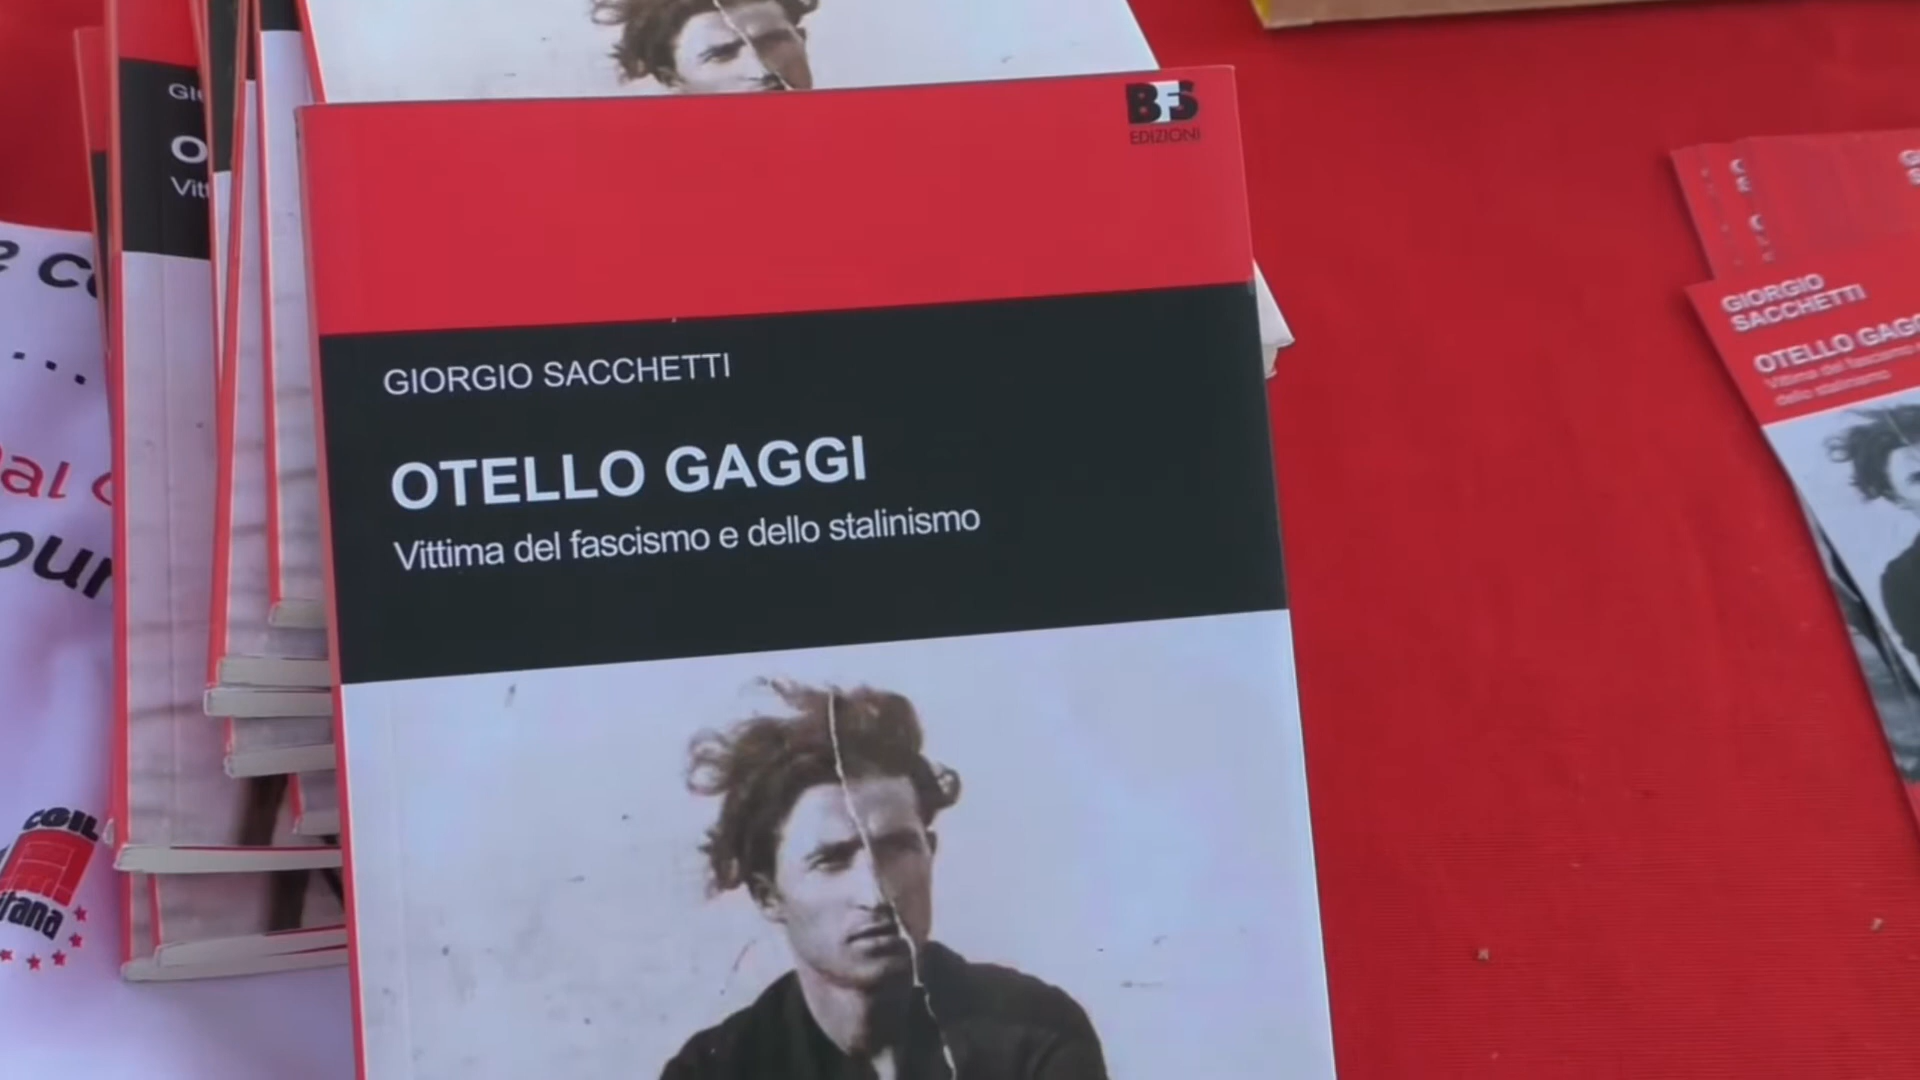 BFS
EDIZIONI
GIORGIO SACCHETTI
OTELLO GAGGI
Vittima del fascismo e dello stalinismo
GIORGIO
SACCHETTI
OTELLO GAGGI
Vittima del fascismo
dello stalinismo
CGIL